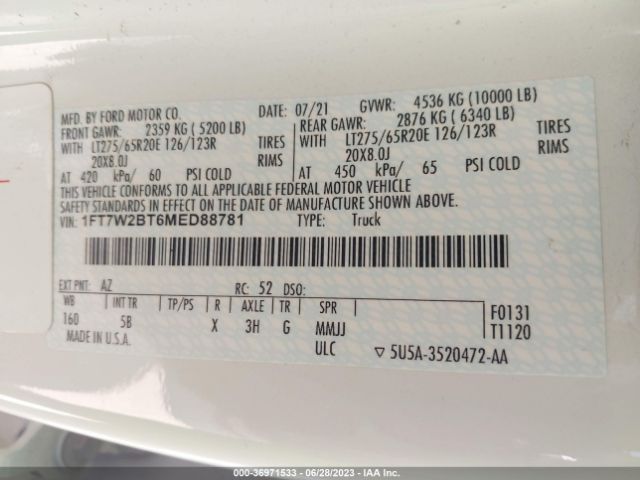 MFD. BY FORD MOTOR CO. DATE: 07/21 GVWR: 4536 KG (10000 LB)
FRONT GAWR: 2359 KG ( 5200 LB) REAR GAWR: 2876 KG ( 6340 LB)
WITH LT275/65R20E 126/123R TIRES WITH LT275/65R20E 126/123R TIRES
20X8.0J RIMS 20X8.0J RIMS
AT 420 kPa/ 60 PSI COLD AT 450 kPa/ 65 PSI COLD
THIS VEHICLE CONFORMS TO ALL APPLICABLE FEDERAL MOTOR VEHICLE
SAFETY STANDARDS IN EFFECT ON THE DATE OF MANUFACTURE SHOWN ABOVE.
VIN: 1FT7W2BT6MED88781 TYPE: Truck
EXT PNT: AZ RC: 52 DSO:
WB INT TR TP/PS R AXLE TR SPR F0131
160 5B X 3H G MMJJ T1120
MADE IN U.S.A. ULC ▽ 5U5A-3520472-AA
000-36971533 - 06/28/2023 - IAA Inc.